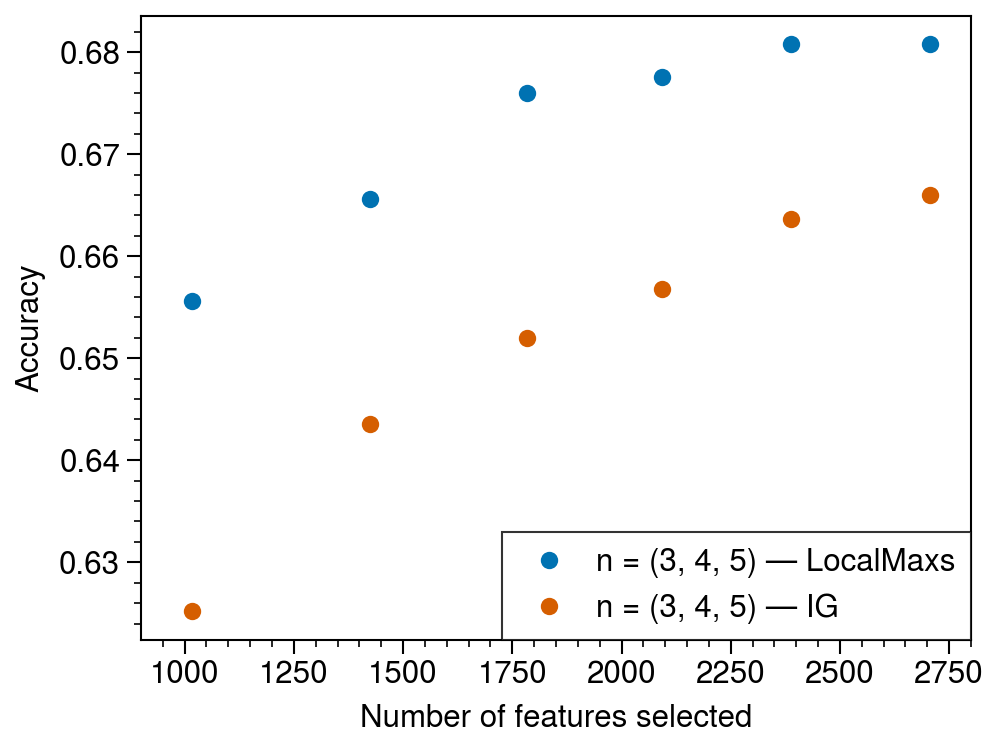 0.68
0.67
0.66
0.65
0.64
0.63
Accuracy
n = (3, 4, 5) — LocalMaxs
n = (3, 4, 5) — IG
1000 1250 1500 1750 2000 2250 2500 2750
Number of features selected